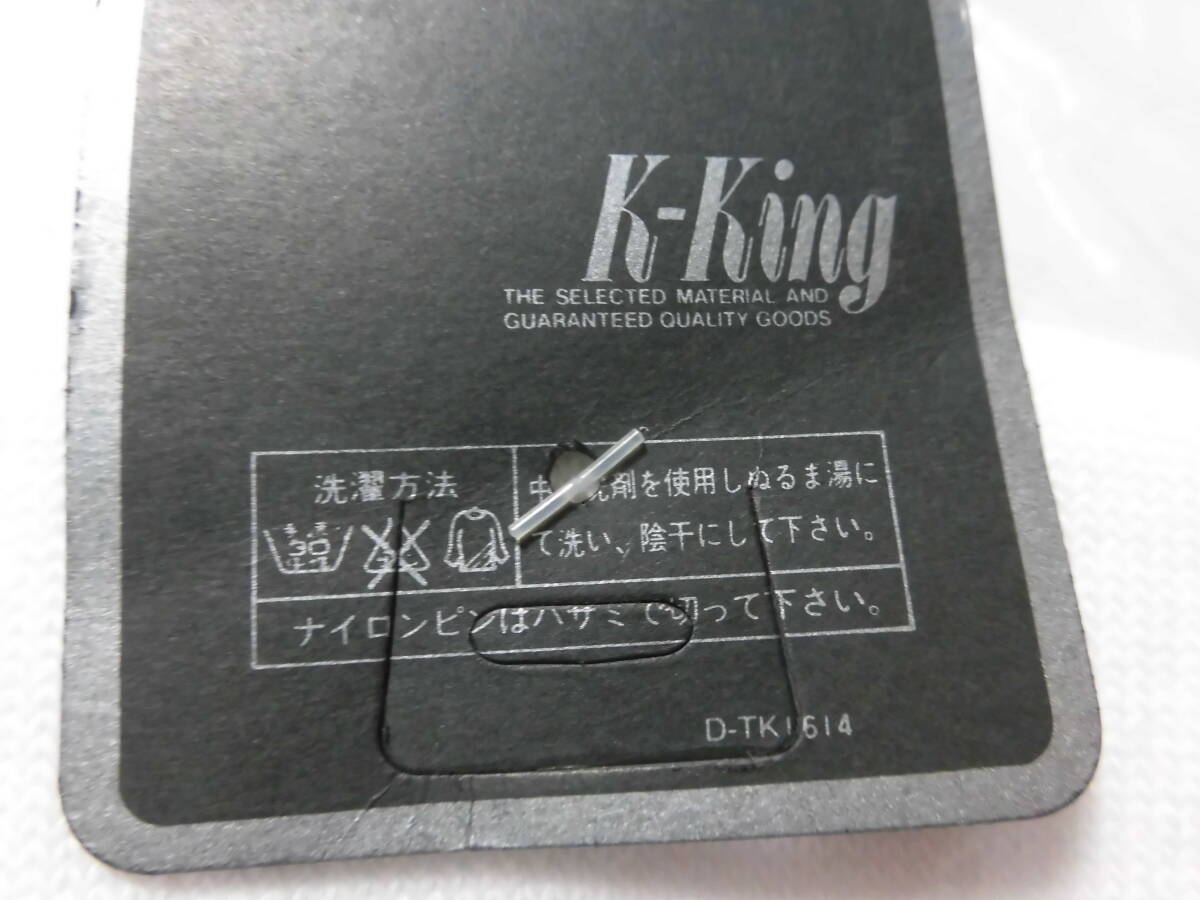 K-King
THE SELECTED MATERIAL AND
GUARANTEED QUALITY GOODS
洗濯方法
30
中 洗剤を使用しぬるま湯に
て洗い、陰干にして下さい。
ナイロンピンはハサミで切って下さい。
D-TK1614